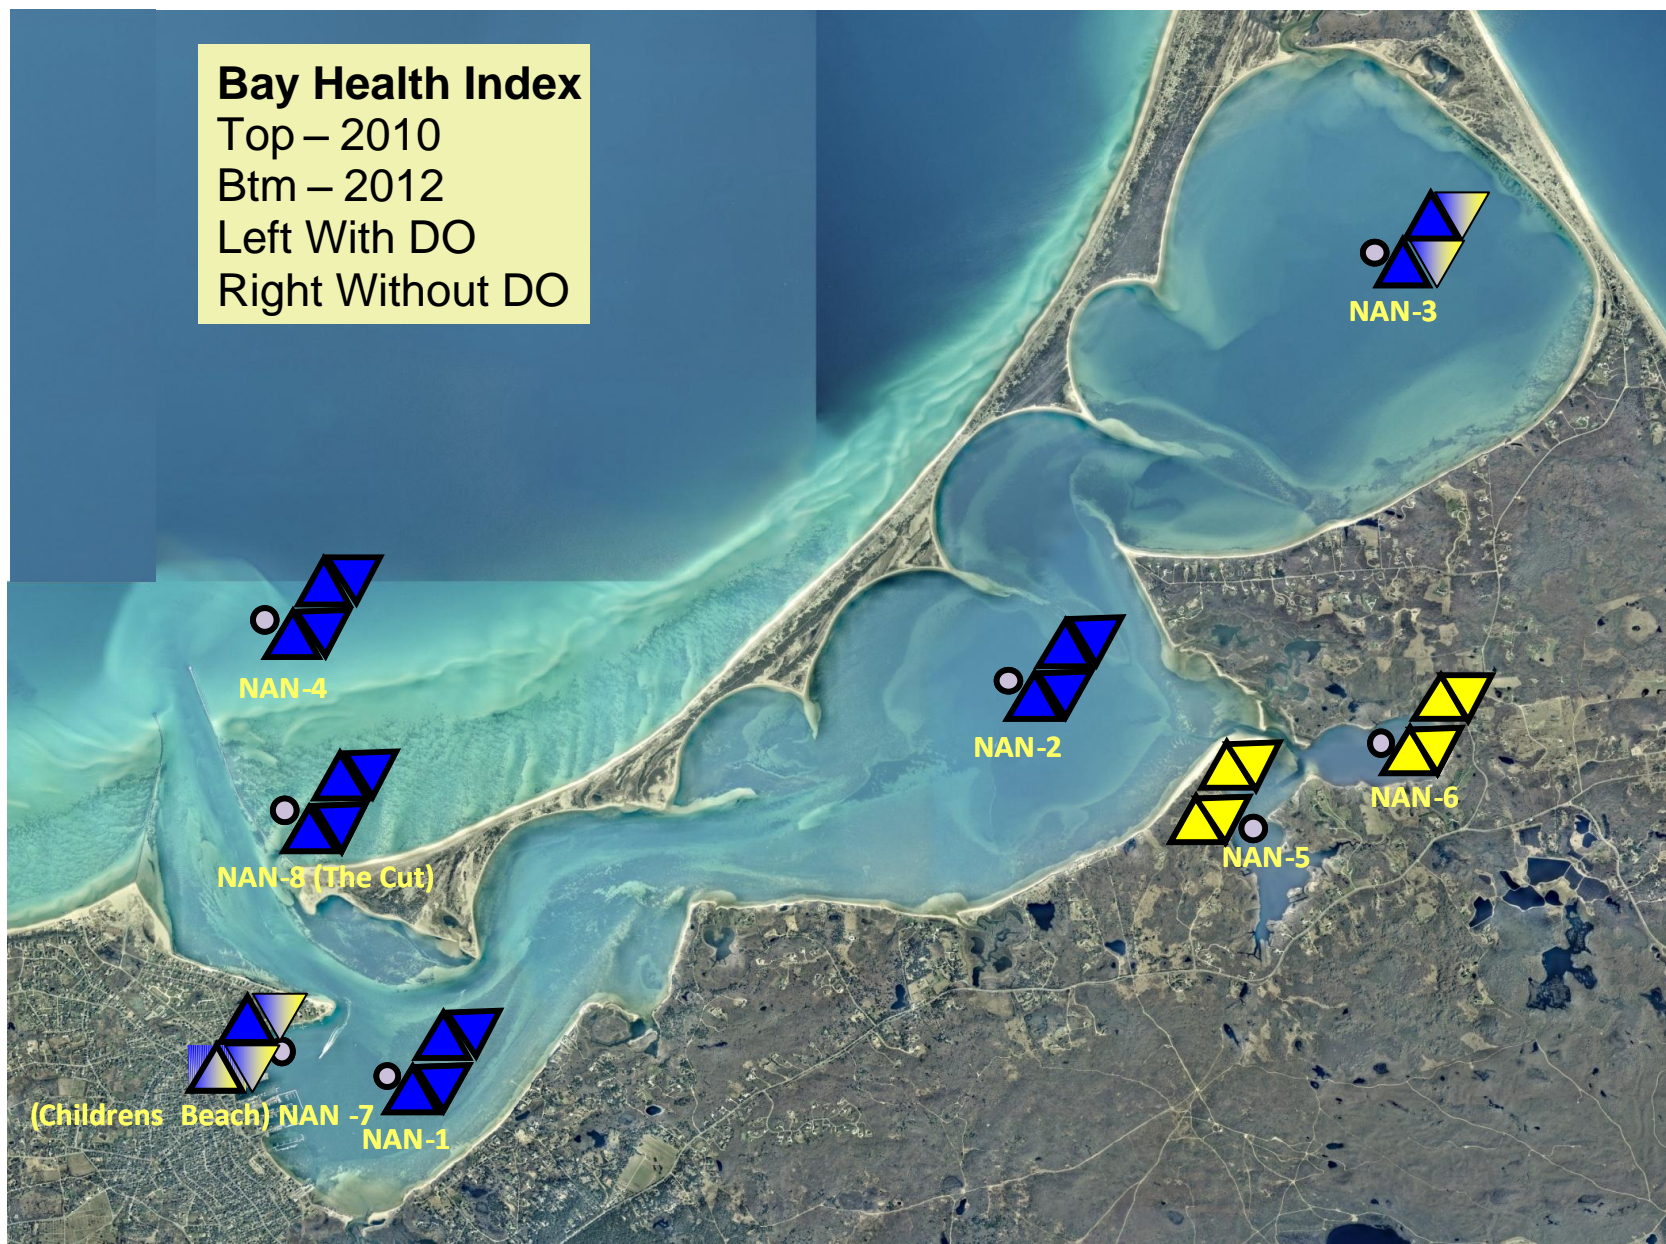 Bay Health Index
Top – 2010
Btm – 2012
Left With DO
Right Without DO
NAN-3
NAN-4
NAN-2
NAN-6
NAN-5
NAN-8 (The Cut)
(Childrens Beach) NAN -7
NAN-1